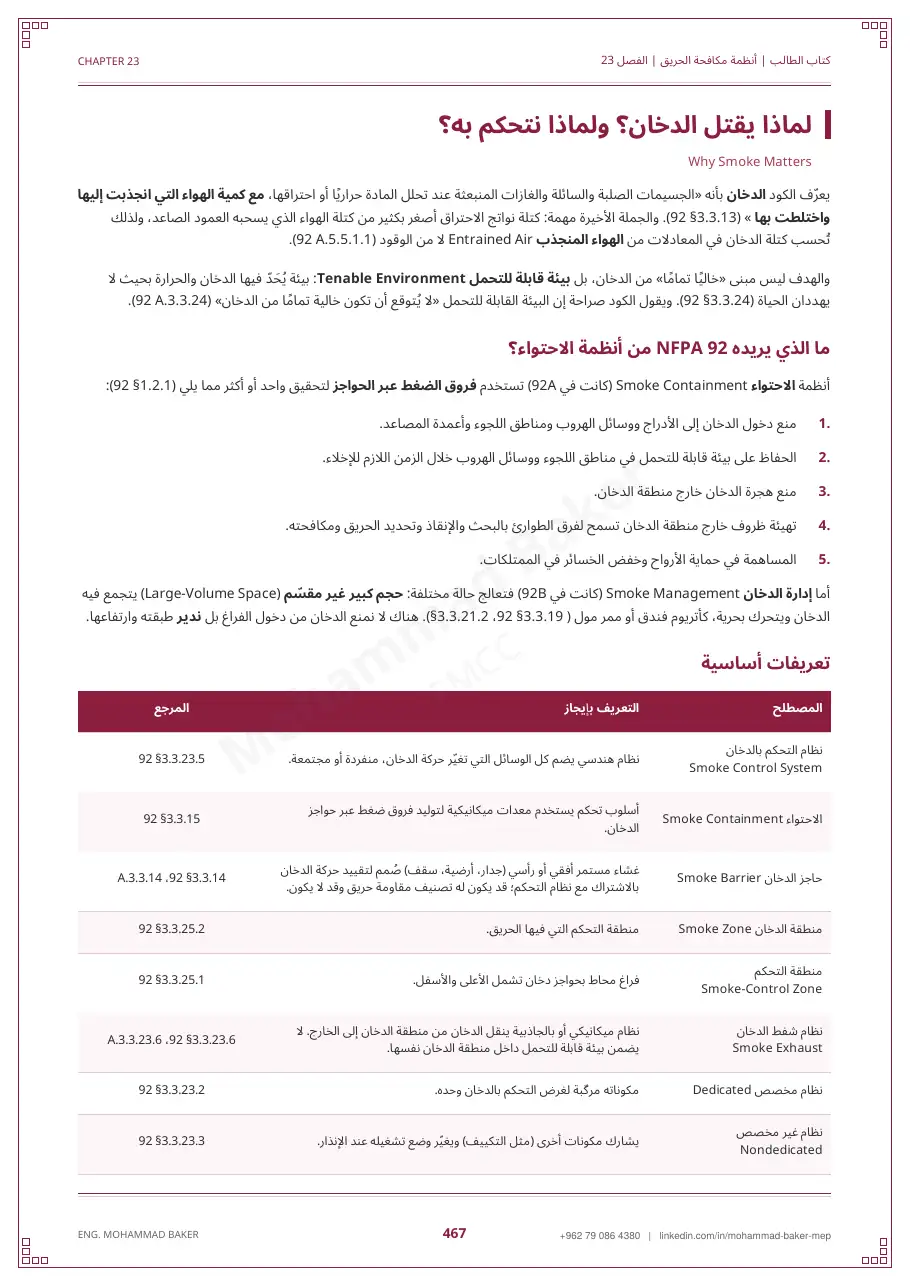 CHAPTER 23
كتاب الطالب | أنظمة مكافحة الحريق | الفصل 23
لماذا يقتل الدخان؟ ولماذا نتحكم به؟
Why Smoke Matters
يعرّف الكود الدخان بأنه «الجسيمات الصلبة والسائلة والغازات المنبعثة عند تحلل المادة حراريًا أو احتراقها، مع كمية الهواء التي انجذبت إليها
واختلطت بها » (92 §3.3.13). والجملة الأخيرة مهمة: كتلة نواتج الاحتراق أصغر بكثير من كتلة الهواء الذي يسحبه العمود الصاعد، ولذلك
تُحسب كتلة الدخان في المعادلات من الهواء المنجذب Entrained Air لا من الوقود (92 A.5.5.1.1).
والهدف ليس مبنى «خاليًا تمامًا» من الدخان، بل بيئة قابلة للتحمل Tenable Environment: بيئة يُحَدّ فيها الدخان والحرارة بحيث لا
يهددان الحياة (92 §3.3.24). ويقول الكود صراحة إن البيئة القابلة للتحمل «لا يُتوقع أن تكون خالية تمامًا من الدخان» (92 A.3.3.24).
ما الذي يريده NFPA 92 من أنظمة الاحتواء؟
أنظمة الاحتواء Smoke Containment (كانت في 92A) تستخدم فروق الضغط عبر الحواجز لتحقيق واحد أو أكثر مما يلي (92 §1.2.1):
1. منع دخول الدخان إلى الأدراج ووسائل الهروب ومناطق اللجوء وأعمدة المصاعد.
2. الحفاظ على بيئة قابلة للتحمل في مناطق اللجوء ووسائل الهروب خلال الزمن اللازم للإخلاء.
3. منع هجرة الدخان خارج منطقة الدخان.
4. تهيئة ظروف خارج منطقة الدخان تسمح لفرق الطوارئ بالبحث والإنقاذ وتحديد الحريق ومكافحته.
5. المساهمة في حماية الأرواح وخفض الخسائر في الممتلكات.
أما إدارة الدخان Smoke Management (كانت في 92B) فتعالج حالة مختلفة: حجم كبير غير مقسّم (Large-Volume Space) يتجمع فيه
الدخان ويتحرك بحرية، كأتريوم فندق أو ممر مول ( 92 §3.3.19، §3.3.21.2). هناك لا نمنع الدخان من دخول الفراغ بل ندير طبقته وارتفاعها.
تعريفات أساسية
المصطلح التعريف بإيجاز المرجع
نظام التحكم بالدخان
Smoke Control System
نظام هندسي يضم كل الوسائل التي تغيّر حركة الدخان، منفردة أو مجتمعة.
92 §3.3.23.5
الاحتواء Smoke Containment
أسلوب تحكم يستخدم معدات ميكانيكية لتوليد فروق ضغط عبر حواجز
الدخان.
92 §3.3.15
حاجز الدخان Smoke Barrier
غشاء مستمر أفقي أو رأسي (جدار، أرضية، سقف) صُمم لتقييد حركة الدخان
بالاشتراك مع نظام التحكم؛ قد يكون له تصنيف مقاومة حريق وقد لا يكون.
92 §3.3.14، A.3.3.14
منطقة الدخان Smoke Zone
منطقة التحكم التي فيها الحريق.
92 §3.3.25.2
منطقة التحكم
Smoke-Control Zone
فراغ محاط بحواجز دخان تشمل الأعلى والأسفل.
92 §3.3.25.1
نظام شفط الدخان
Smoke Exhaust
نظام ميكانيكي أو بالجاذبية ينقل الدخان من منطقة الدخان إلى الخارج. لا
يضمن بيئة قابلة للتحمل داخل منطقة الدخان نفسها.
92 §3.3.23.6، A.3.3.23.6
نظام مخصص Dedicated
مكوناته مركّبة لغرض التحكم بالدخان وحده.
92 §3.3.23.2
نظام غير مخصص
Nondedicated
يشارك مكونات أخرى (مثل التكييف) ويغيّر وضع تشغيله عند الإنذار.
92 §3.3.23.3
Mohammad Baker
ENG. MOHAMMAD BAKER
467
+962 79 086 4380 | linkedin.com/in/mohammad-baker-mep